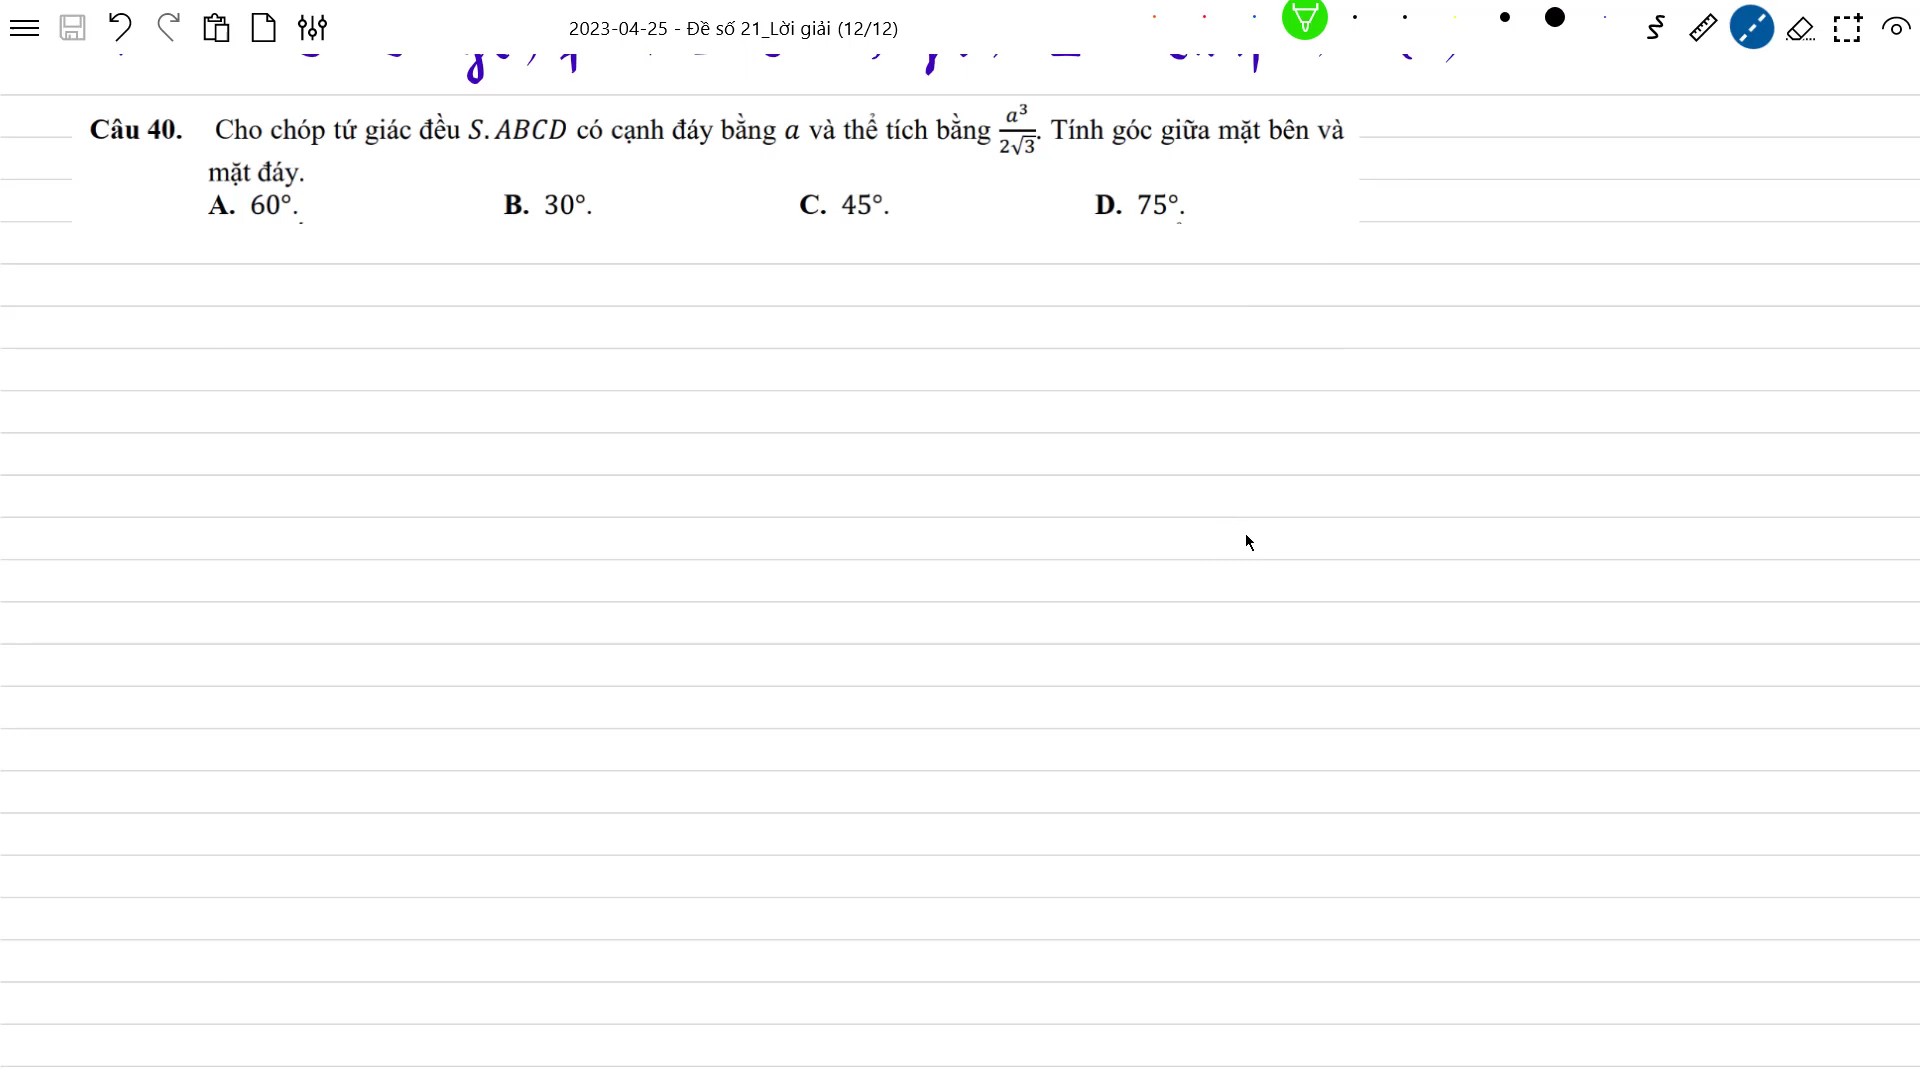 2023-04-25 - Đề số 21_Lời giải (12/12)
Câu 40. Cho chóp tứ giác đều S.ABCD có cạnh đáy bằng a và thể tích bằng a³/2√3. Tính góc giữa mặt bên và
mặt đáy.
A. 60°. B. 30°. C. 45°. D. 75°.